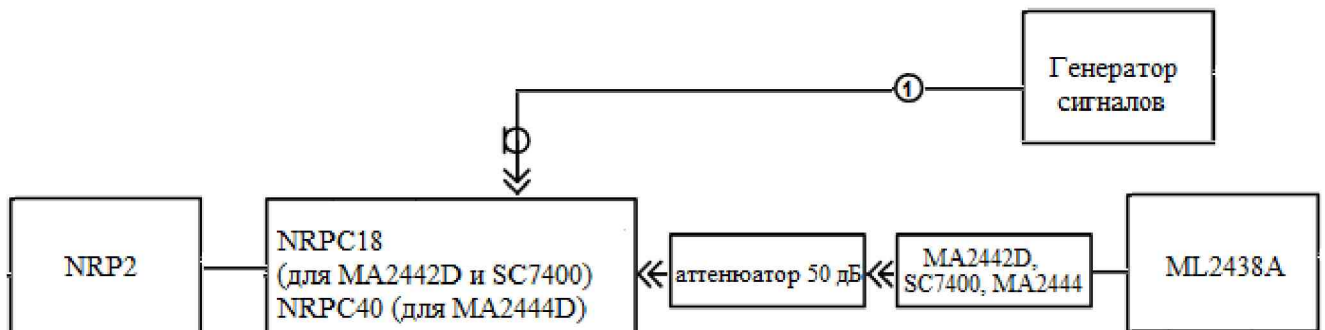 Генератор
сигналов
1
NRP2
NRPC18
(для MA2442D и SC7400)
NRPC40 (для MA2444D)
аттенюатор 50 дБ
MA2442D,
SC7400, MA2444
ML2438A